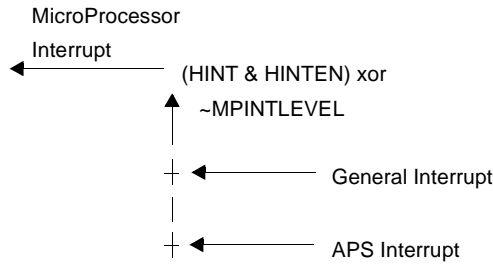 MicroProcessor
Interrupt
(HINT & HINTEN) xor
~MPINTLEVEL
General Interrupt
APS Interrupt